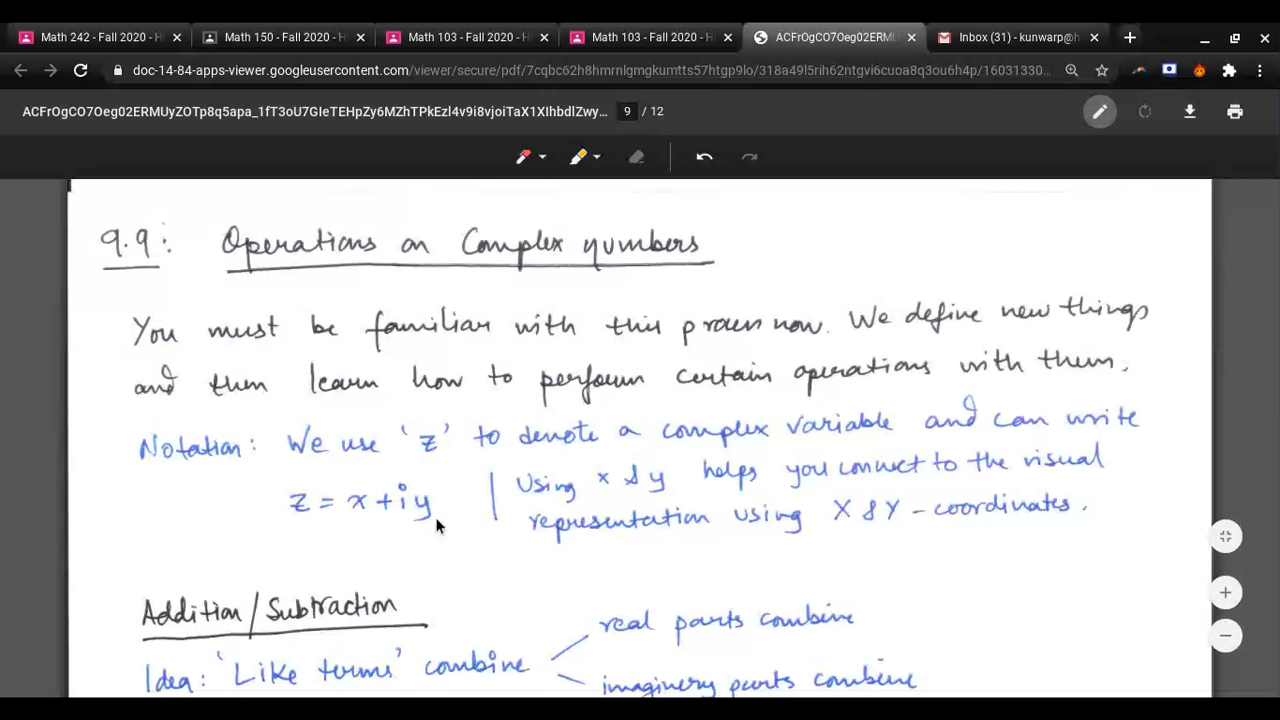 Math 242 - Fall 2020 - H
Math 150 - Fall 2020 - H
Math 103 - Fall 2020 - H
Math 103 - Fall 2020 - H
ACFrOgCO7Oeg02ERMU
Inbox (31) - kunwarp@h
doc-14-84-apps-viewer.googleusercontent.com/viewer/secure/pdf/7cqbc62h8hmrnlgmgkumtts57htgp9lo/318a49l5rih62ntgvi6cuoa8q3ou6h4p/16031330...
ACFrOgCO7Oeg02ERMUyZOTp8q5apa_1fT3oU7GIeTEHpZy6MZhTPkEzl4v9i8vjoiTaX1XIhbdlZwy...
9 / 12
9.9: Operations on Complex numbers
You must be familiar with this process now. We define new things
and then learn how to perform certain operations with them.
Notation: We use 'z' to denote a complex variable and can write
z = x + iy
Using x & y helps you connect to the visual
representation using X & Y - coordinates.
Addition/Subtraction
Idea: 'Like terms' combine
real parts combine
imaginery parts combine